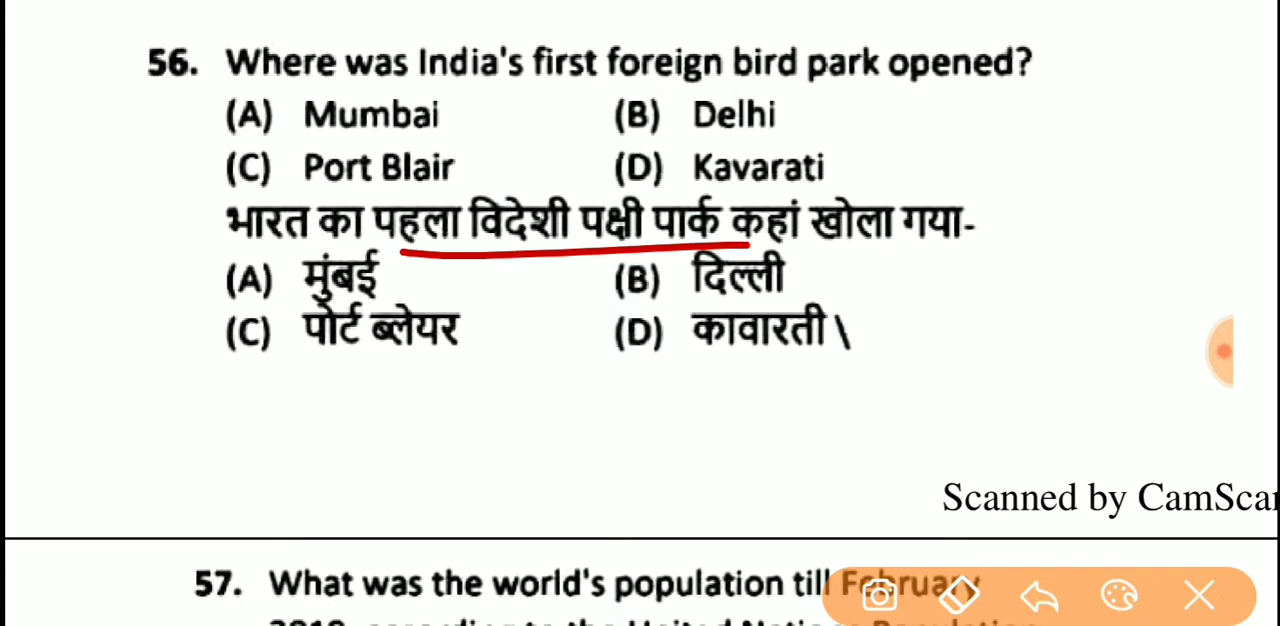 56. Where was India's first foreign bird park opened?
(A) Mumbai (B) Delhi
(C) Port Blair (D) Kavarati
भारत का पहला विदेशी पक्षी पार्क कहां खोला गया-
(A) मुंबई (B) दिल्ली
(C) पोर्ट ब्लेयर (D) कावारती \
Scanned by CamScan
57. What was the world's population till February